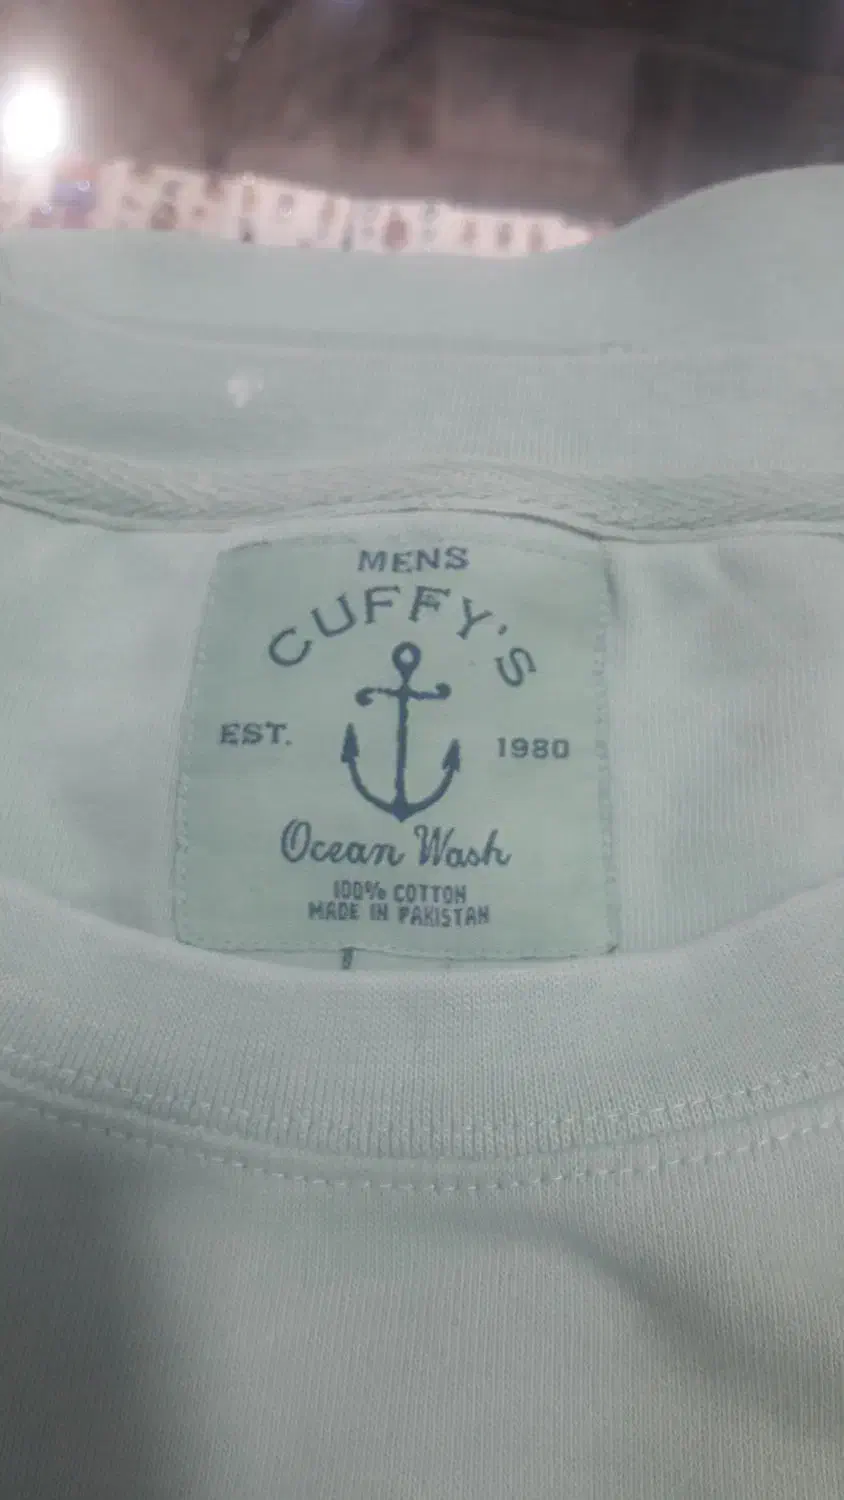 MENS
CUFFY'S
EST. 1980
Ocean Wash
100% COTTON
MADE IN PAKISTAN